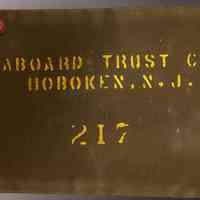 ABOARD TRUST C
HOBOKEN, N.J.
217